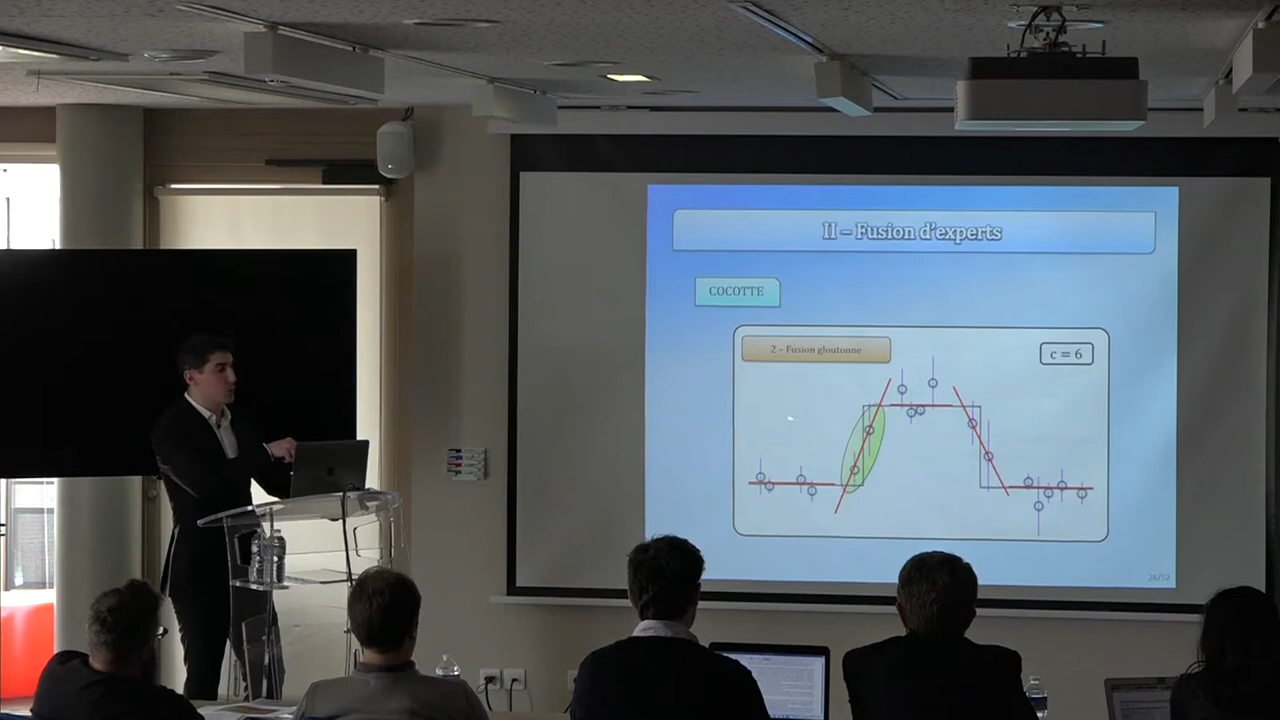 II – Fusion d'experts
COCOTTE
2 – Fusion gloutonne
c = 6
26/52